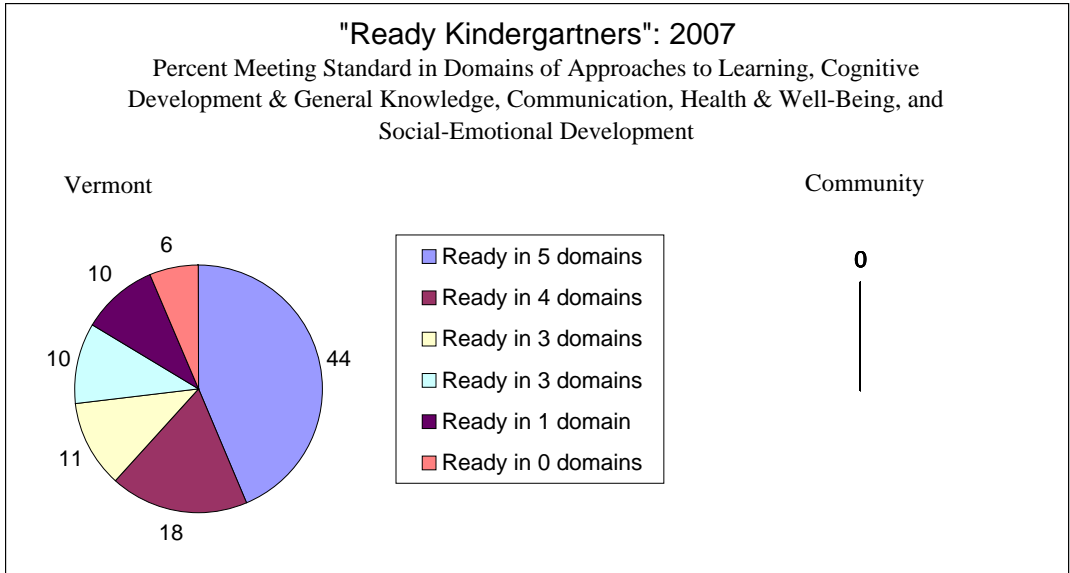 "Ready Kindergartners": 2007
Percent Meeting Standard in Domains of Approaches to Learning, Cognitive
Development & General Knowledge, Communication, Health & Well-Being, and
Social-Emotional Development
Vermont
Community
6
10
10
11
18
44
Ready in 5 domains
Ready in 4 domains
Ready in 3 domains
Ready in 3 domains
Ready in 1 domain
Ready in 0 domains
0